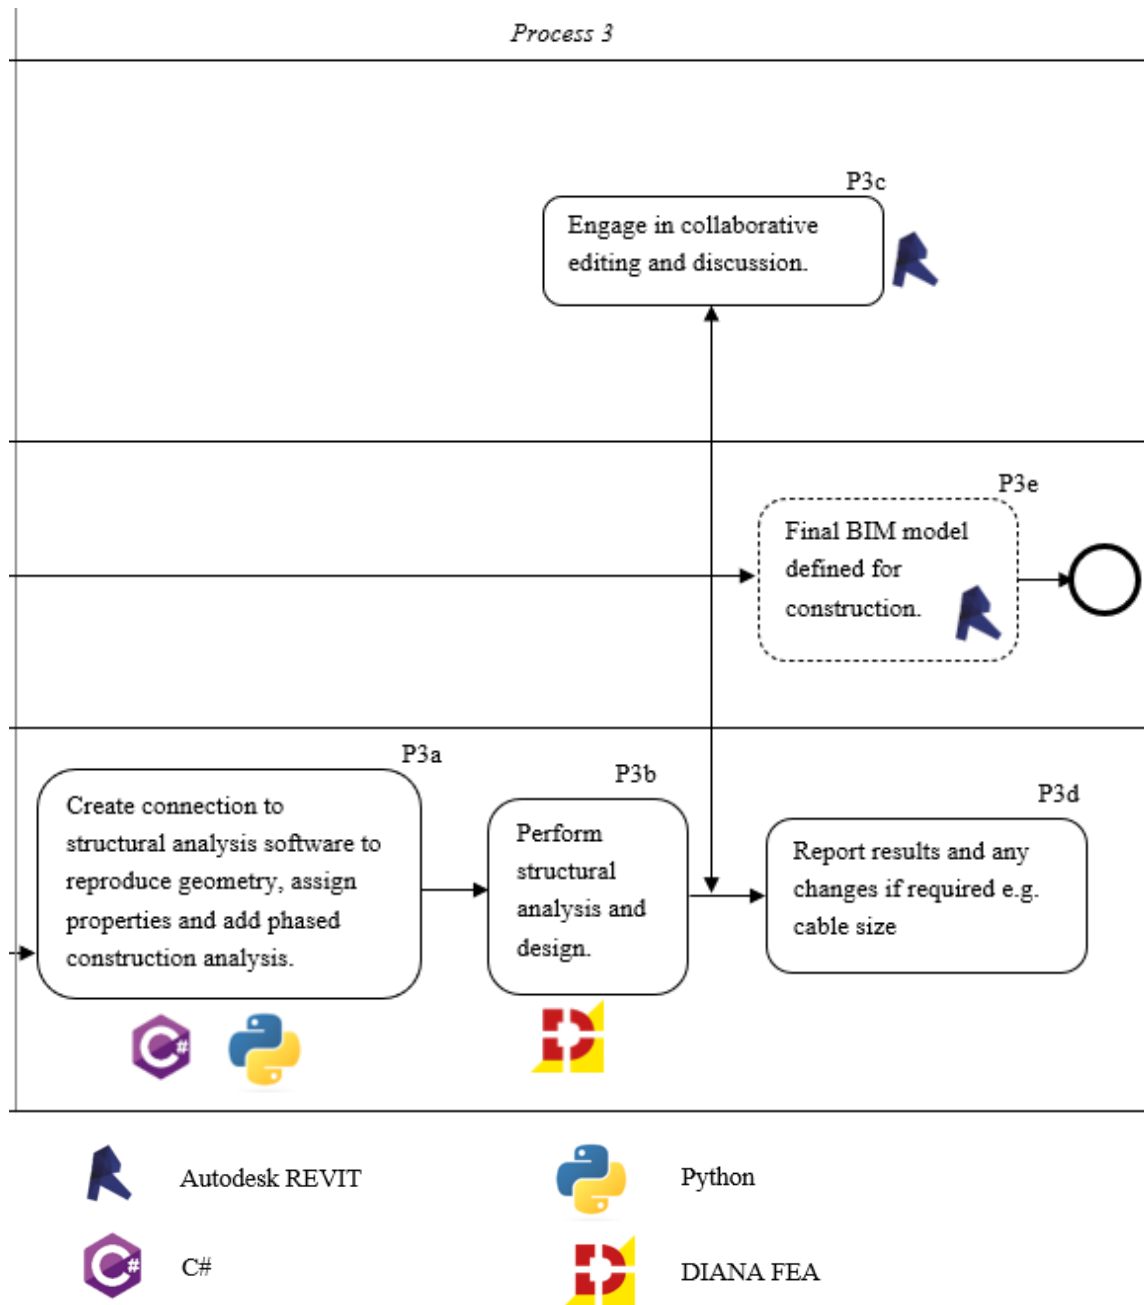 Process 3
P3c
Engage in collaborative
editing and discussion.
P3e
Final BIM model
defined for
construction.
P3a
Create connection to
structural analysis software to
reproduce geometry, assign
properties and add phased
construction analysis.
P3b
Perform
structural
analysis and
design.
P3d
Report results and any
changes if required e.g.
cable size
Autodesk REVIT
Python
C#
DIANA FEA